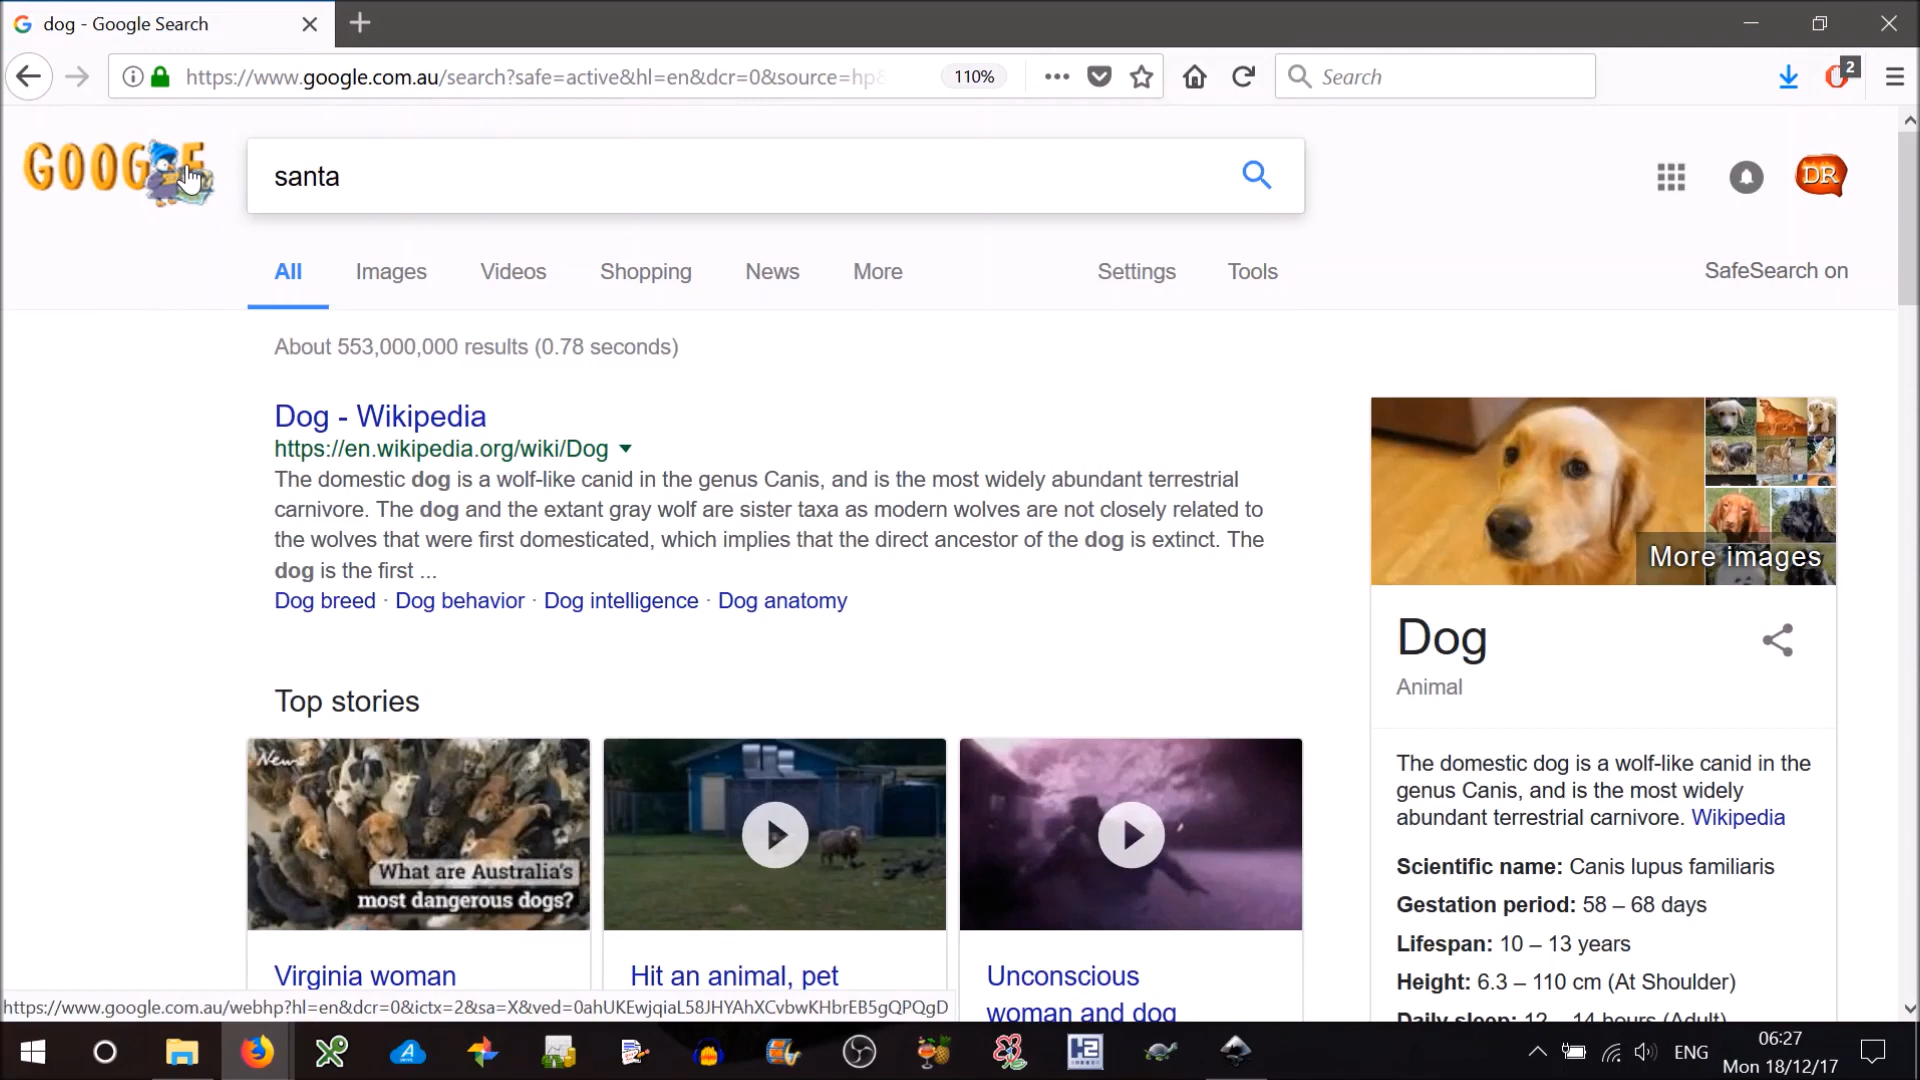 dog - Google Search
https://www.google.com.au/search?safe=active&hl=en&dcr=0&source=hp&
110%
Search
2
GOOG E
santa
DR
All Images Videos Shopping News More Settings Tools
SafeSearch on
About 553,000,000 results (0.78 seconds)
Dog - Wikipedia
https://en.wikipedia.org/wiki/Dog
The domestic dog is a wolf-like canid in the genus Canis, and is the most widely abundant terrestrial
carnivore. The dog and the extant gray wolf are sister taxa as modern wolves are not closely related to
the wolves that were first domesticated, which implies that the direct ancestor of the dog is extinct. The
dog is the first ...
Dog breed · Dog behavior · Dog intelligence · Dog anatomy
Top stories
News
What are Australia's
most dangerous dogs?
Virginia woman
Hit an animal, pet
Unconscious
woman and dog
More images
Dog
Animal
The domestic dog is a wolf-like canid in the
genus Canis, and is the most widely
abundant terrestrial carnivore. Wikipedia
Scientific name: Canis lupus familiaris
Gestation period: 58 – 68 days
Lifespan: 10 – 13 years
Height: 6.3 – 110 cm (At Shoulder)
Daily sleep: 12 – 14 hours (Adult)
https://www.google.com.au/webhp?hl=en&dcr=0&ictx=2&sa=X&ved=0ahUKEwjqiaL58JHYAhXCvbwKHbrEB5gQPQgD
H2
ENG
06:27
Mon 18/12/17